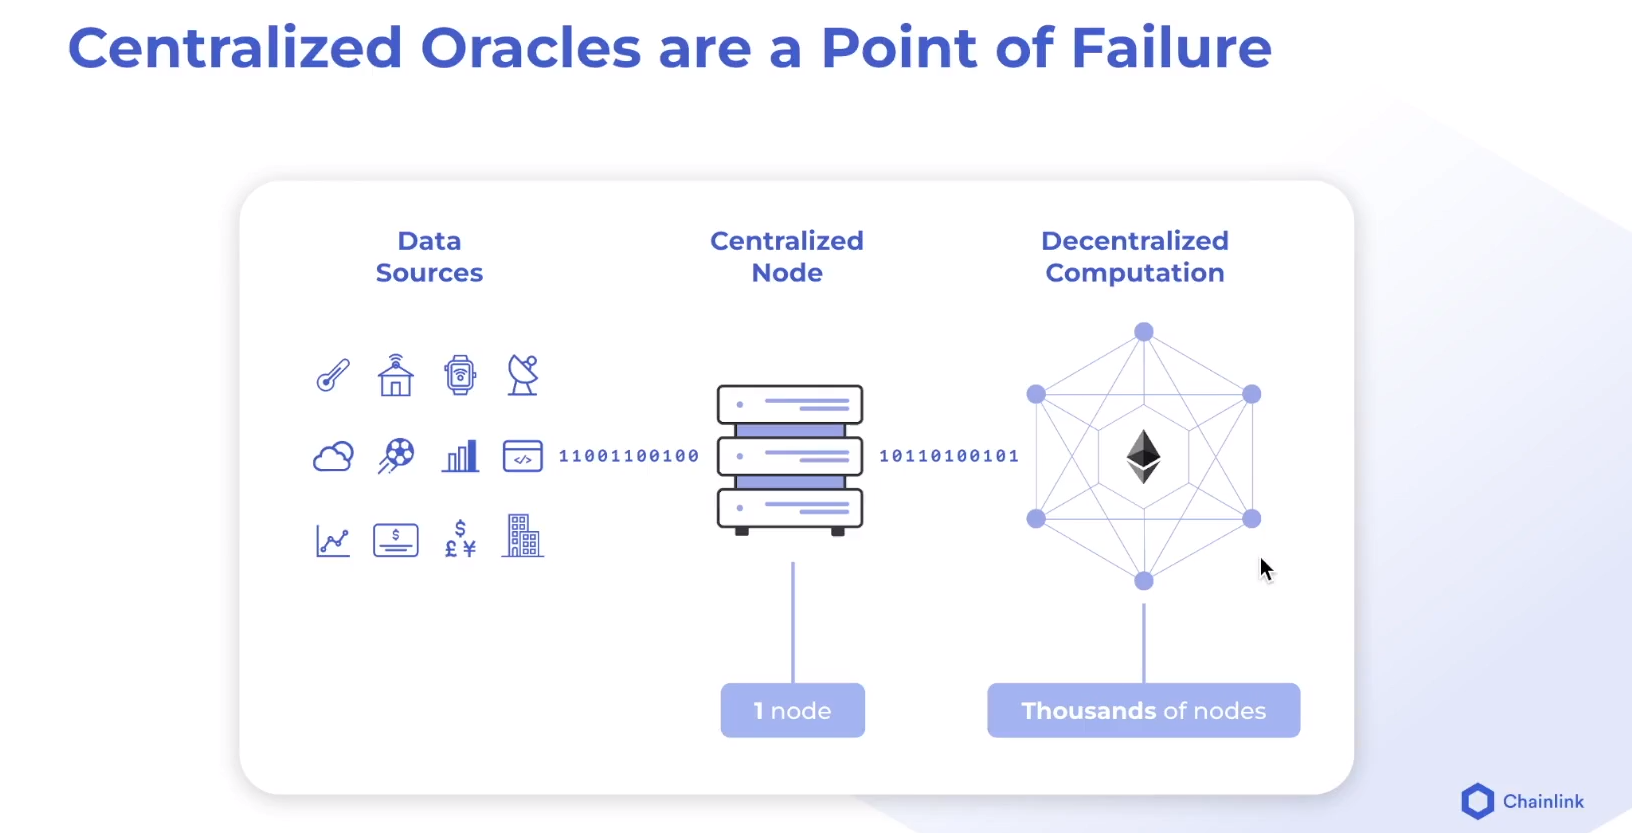 Centralized Oracles are a Point of Failure
Data
Sources
Centralized
Node
Decentralized
Computation
</>
11001100100
10110100101
$
$
£ ¥
1 node
Thousands of nodes
Chainlink